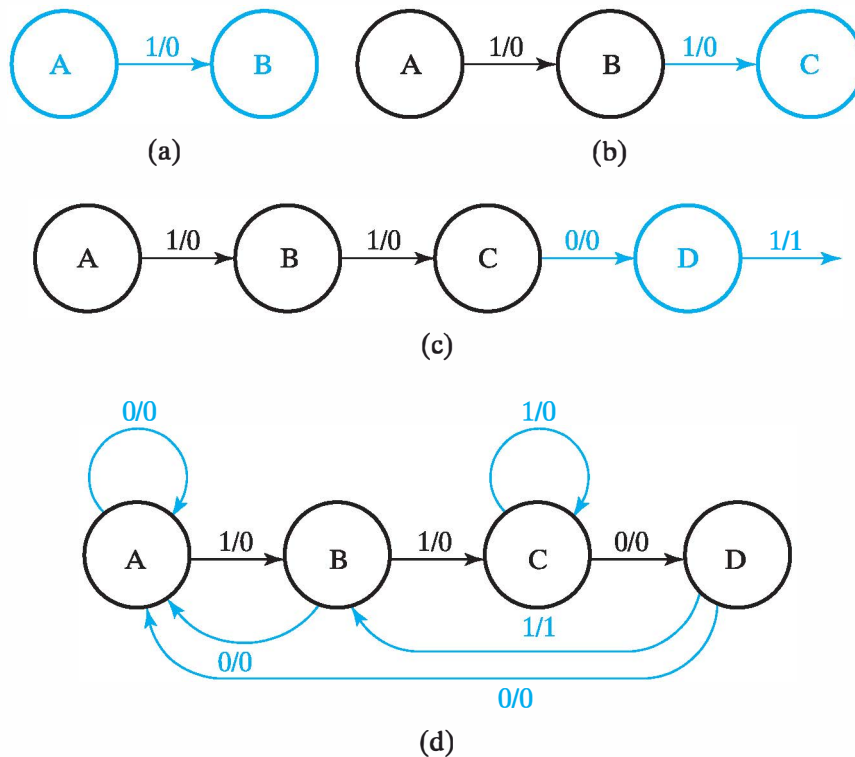 1/0 1/0 1/0
A B A B C
(a) (b)
1/0 1/0 0/0 1/1
A B C D
(c)
0/0 1/0
1/0 1/0 0/0
A B C D
1/1
0/0
0/0
(d)